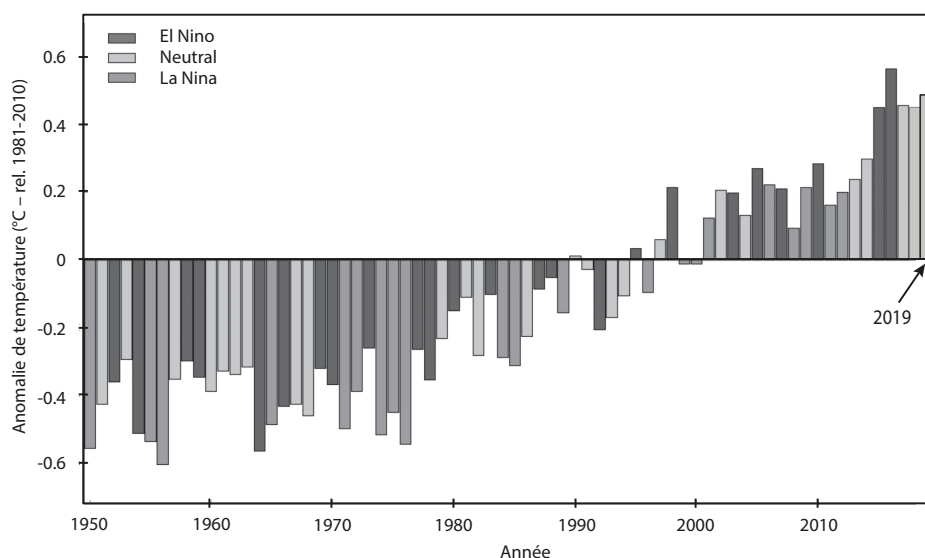 El Nino
Neutral
La Nina
Anomalie de température (°C – rel. 1981-2010)
0.6
0.4
0.2
0
-0.2
-0.4
-0.6
2019
1950 1960 1970 1980 1990 2000 2010
Année